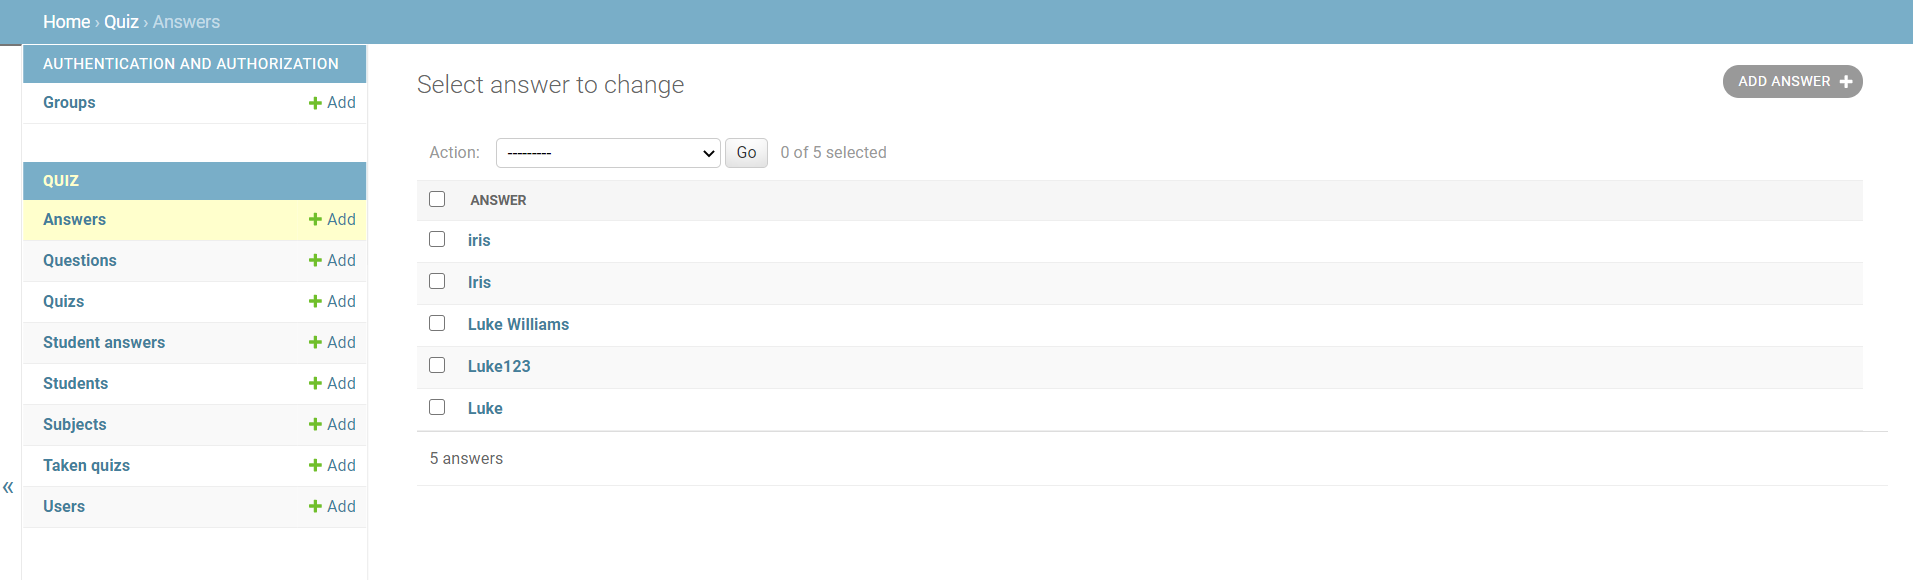 Home › Quiz › Answers
AUTHENTICATION AND AUTHORIZATION
Groups + Add
QUIZ
Answers + Add
Questions + Add
Quizs + Add
Student answers + Add
Students + Add
Subjects + Add
Taken quizs + Add
Users + Add
«
Select answer to change
ADD ANSWER +
Action: --------- Go 0 of 5 selected
ANSWER
iris
Iris
Luke Williams
Luke123
Luke
5 answers